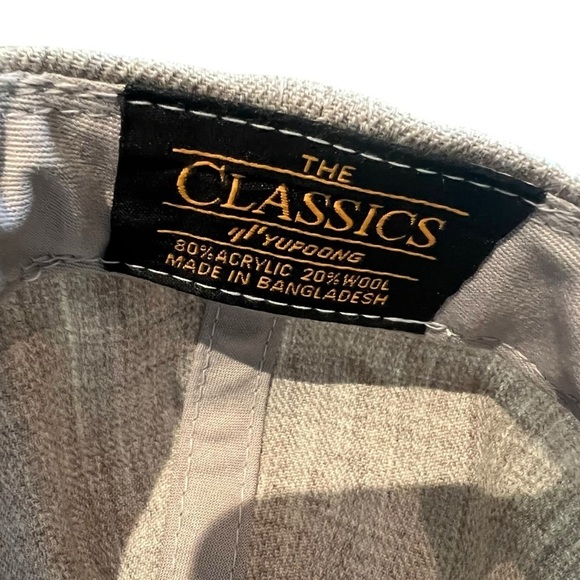 THE
CLASSICS
YUPOONG
80% ACRYLIC 20% WOOL
MADE IN BANGLADESH